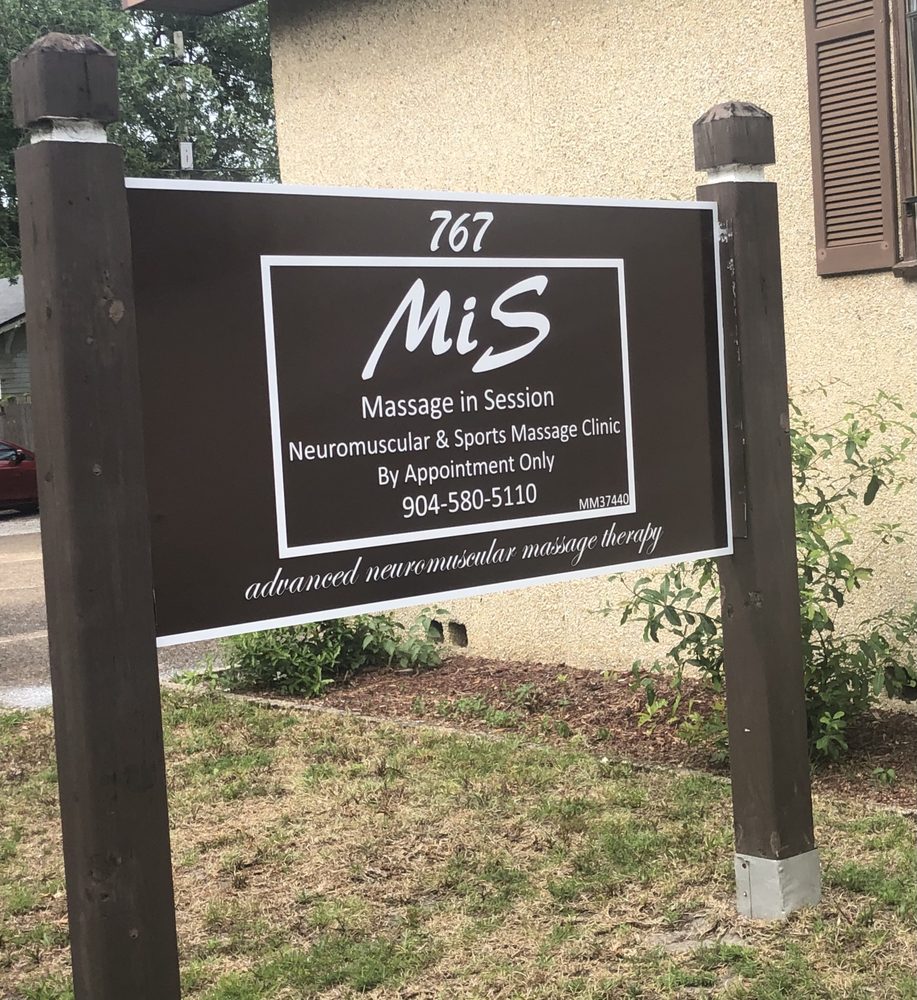 767
MiS
Massage in Session
Neuromuscular & Sports Massage Clinic
By Appointment Only
904-580-5110
MM37440
advanced neuromuscular massage therapy